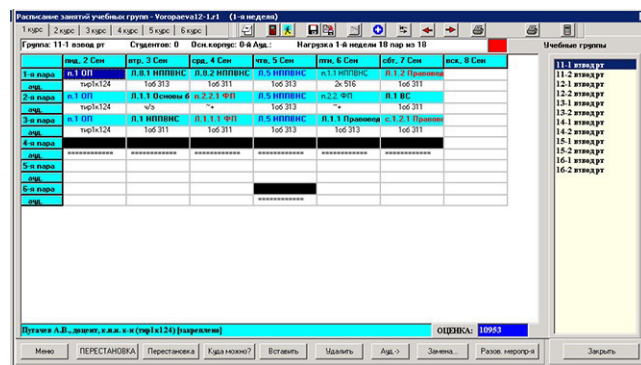 Расписание занятий учебных групп - Voropaeva12-1.r1 (1-я неделя)
1 курс 2 курс 3 курс 4 курс 5 курс 6 курс
Группа: 11-1 взвод рт Студентов: 0 Осн.корпус: 0-й Ауд.: Нагрузка 1-й недели 18 пар из 18 Учебные группы
пнд, 2 Сен втр, 3 Сен срд, 4 Сен чтв, 5 Сен птн, 6 Сен сбт, 7 Сен вск, 8 Сен
1-я пара п.1 ОП Л.8.1 НППВНС Л.8.2 НППВНС Л.5 НППВНС п.1.1 НППВНС Л.1.2 Правовед
ауд. тир1к124 1об 313 1об 311 1об 313 2к 516 1об 311
2-я пара п.1 ОП Л.1.1 Основы б п.2.2.1 ФП Л.5 НППВНС п.2.2. ФП Л.1 ВС
ауд. тир1к124 ч/з ~* 1об 313 ~* 1об 311
3-я пара п.1 ОП Л.1 НППВНС Л.1.1.1 ФП Л.5 НППВНС Л.1.1 Правовед с.1.2.1 Правов
ауд. тир1к124 1об 311 1об 311 1об 313 1об 313 1об 311
4-я пара
ауд. ============ ============ ============ ============ ============ ============
5-я пара
ауд.
6-я пара
ауд. ============
11-1 взвод рт
11-2 взвод рт
12-1 взвод рт
12-2 взвод рт
13-1 взвод рт
13-2 взвод рт
14-1 взвод рт
14-2 взвод рт
15-1 взвод рт
15-2 взвод рт
16-1 взвод рт
16-2 взвод рт
Пугачев А.В., доцент, к.п.н. к-н (тир1к124) [закреплено] ОЦЕНКА: 10953
Меню ПЕРЕСТАНОВКА Перестановка Куда можно? Вставить Удалить Ауд.-> Замена... Разов. меропр-я Закрыть